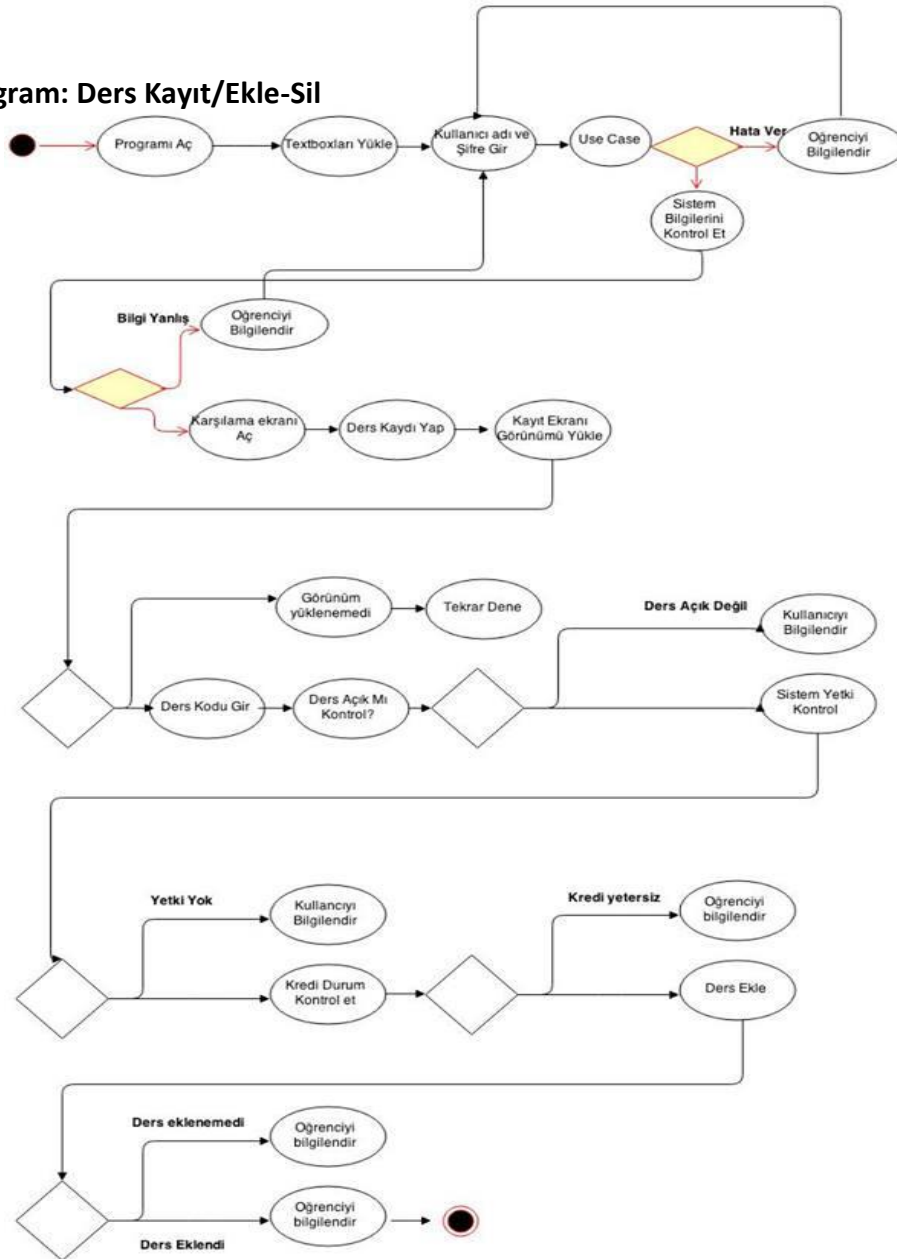 gram: Ders Kayıt/Ekle-Sil
Programı Aç
Textboxları Yükle
Kullanıcı adı ve
Şifre Gir
Use Case
Hata Ver
Oğrenciyi
Bilgilendir
Sistem
Bilgilerini
Kontrol Et
Bilgi Yanlış
Oğrenciyi
Bilgilendir
Karşılama ekranı
Aç
Ders Kaydı Yap
Kayıt Ekranı
Görünümü Yükle
Görünüm
yüklenemedi
Tekrar Dene
Ders Açık Değil
Kullanıcıyı
Bilgilendir
Ders Kodu Gir
Ders Açık Mı
Kontrol?
Sistem Yetki
Kontrol
Yetki Yok
Kullancıyı
Bilgilendir
Kredi yetersiz
Oğrenciyi
bilgilendir
Kredi Durum
Kontrol et
Ders Ekle
Ders eklenemedi
Oğrenciyi
bilgilendir
Oğrenciyi
bilgilendir
Ders Eklendi